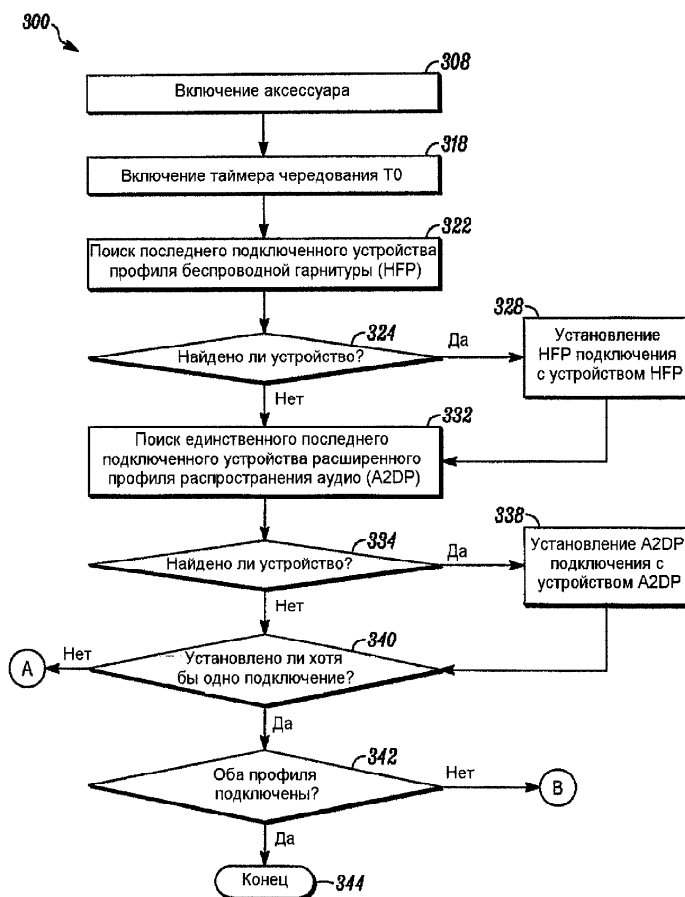 300
308
Включение аксессуара
318
Включение таймера чередования T0
322
Поиск последнего подключенного устройства
профиля беспроводной гарнитуры (HFP)
324
Найдено ли устройство?
Да
328
Установление
HFP подключения
с устройством HFP
Нет
332
Поиск единственного последнего
подключенного устройства расширенного
профиля распространения аудио (A2DP)
334
Найдено ли устройство?
Да
338
Установление A2DP
подключения с
устройством A2DP
Нет
340
Установлено ли хотя
бы одно подключение?
Нет
A
Да
342
Оба профиля
подключены?
Нет
B
Да
Конец
344